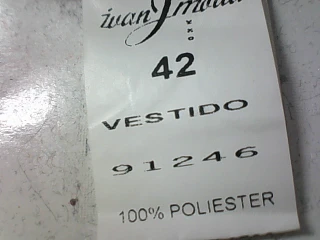 ivan
42
VESTIDO
91246
100% POLIESTER